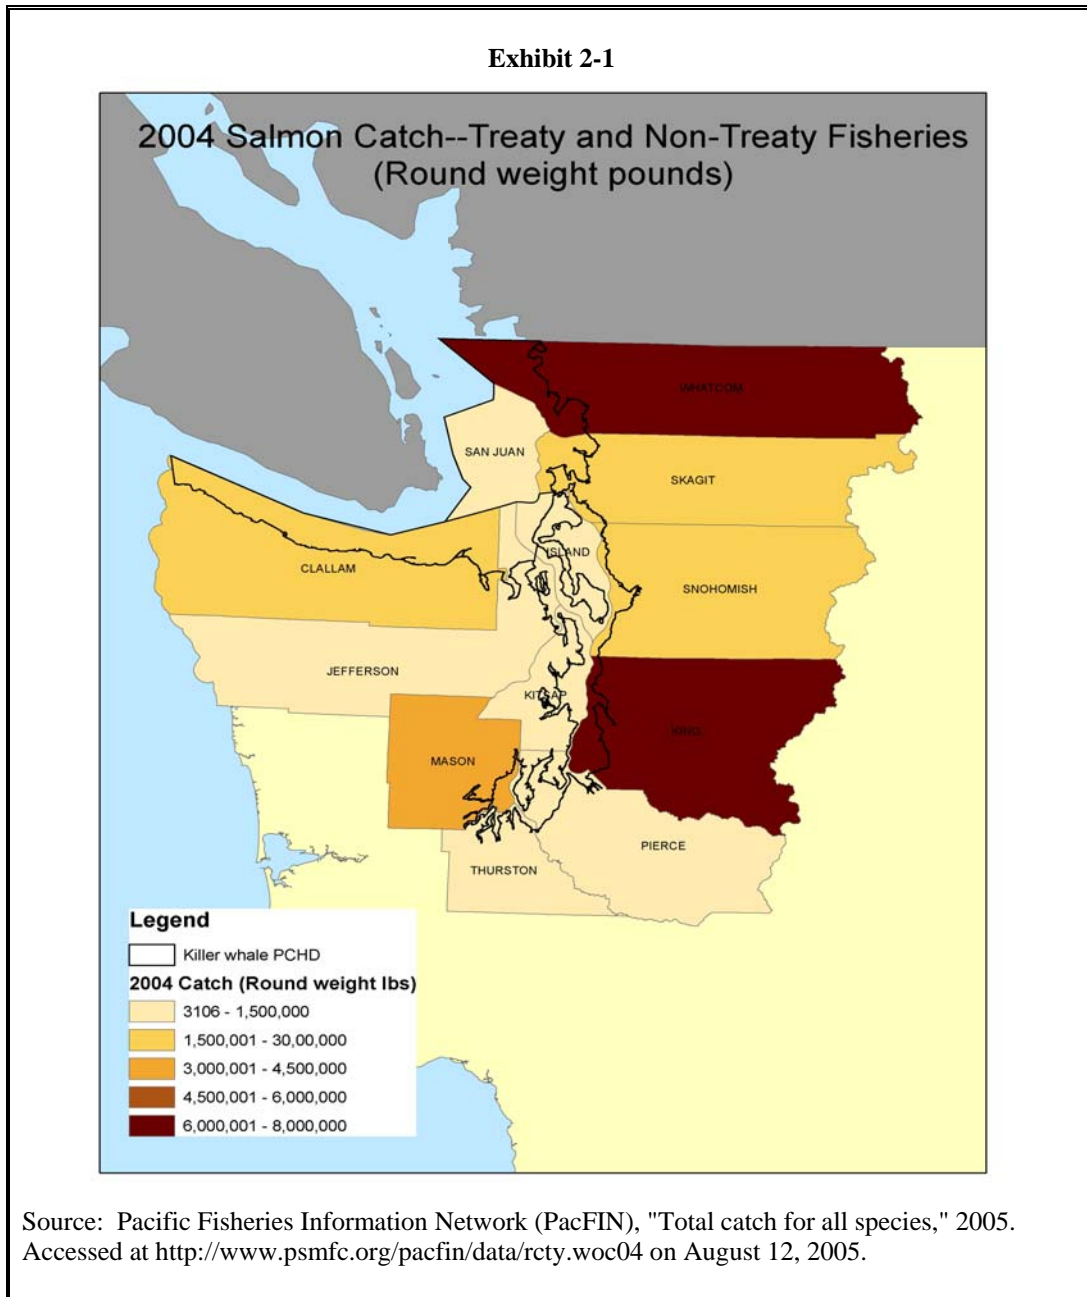 Exhibit 2-1
2004 Salmon Catch--Treaty and Non-Treaty Fisheries
(Round weight pounds)
WHATCOM
SAN JUAN
SKAGIT
ISLAND
CLALLAM
SNOHOMISH
JEFFERSON
KITSAP
KING
MASON
PIERCE
THURSTON
Legend
Killer whale PCHD
2004 Catch (Round weight lbs)
3106 - 1,500,000
1,500,001 - 30,00,000
3,000,001 - 4,500,000
4,500,001 - 6,000,000
6,000,001 - 8,000,000
Source:  Pacific Fisheries Information Network (PacFIN), "Total catch for all species," 2005.
Accessed at http://www.psmfc.org/pacfin/data/rcty.woc04 on August 12, 2005.